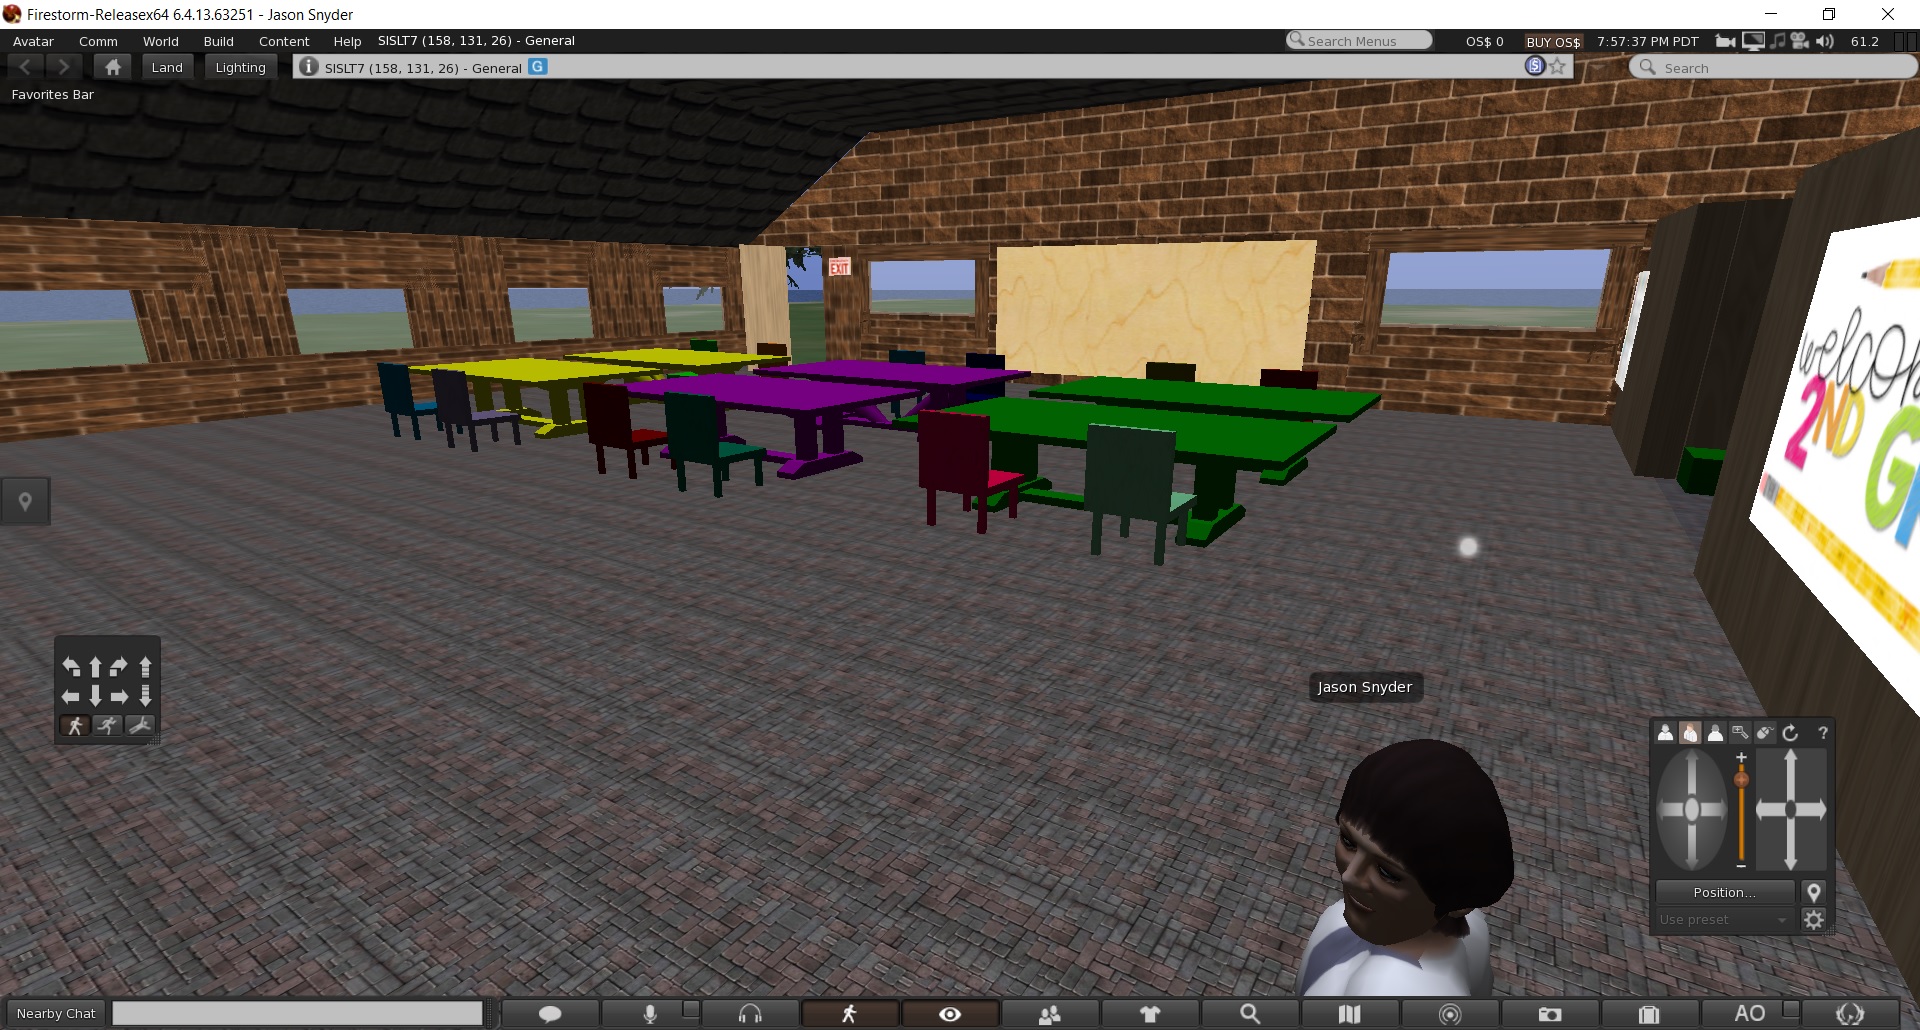 Firestorm-Releasex64 6.4.13.63251 - Jason Snyder
Avatar Comm World Build Content Help SISLT7 (158, 131, 26) - General Search Menus OS$ 0 BUY OS$ 7:57:37 PM PDT 61.2
Land Lighting SISLT7 (158, 131, 26) - General G Search
Favorites Bar
EXIT
welcom
2ND
G
Jason Snyder
?
+
-
Position...
Use preset
Nearby Chat AO